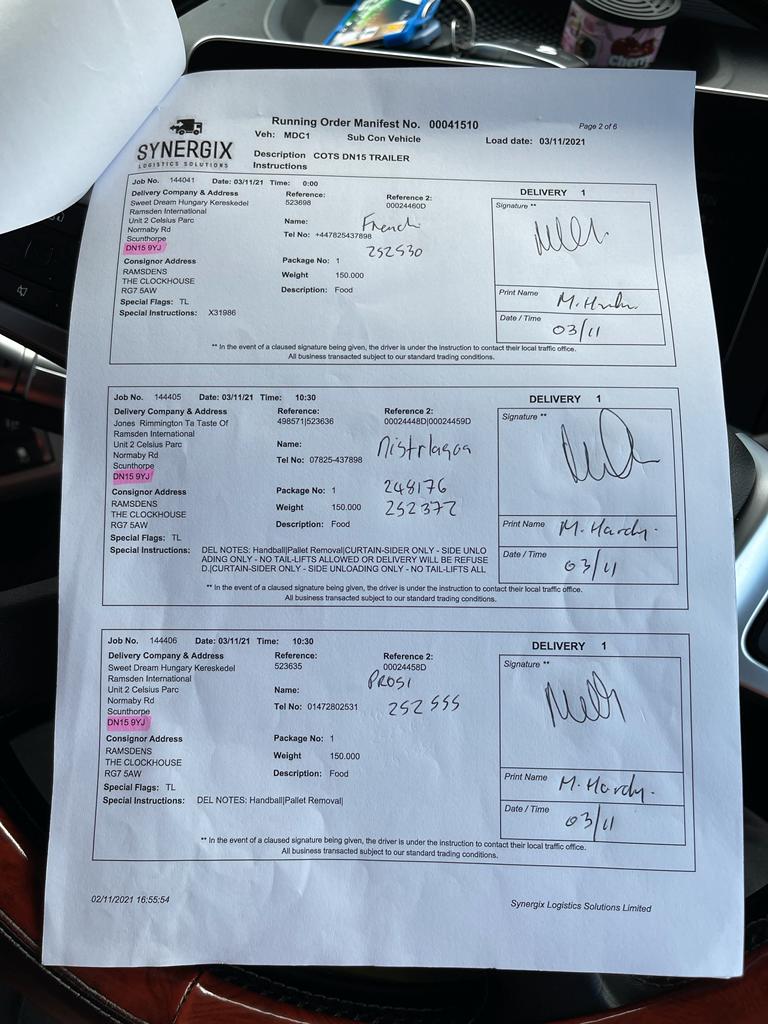 Cherry
SYNERGIX
LOGISTICS SOLUTIONS
Running Order Manifest No. 00041510
Page 2 of 6
Veh: MDC1 Sub Con Vehicle Load date: 03/11/2021
Description COTS DN15 TRAILER
Instructions
Job No. 144041 Date: 03/11/21 Time: 0:00
DELIVERY 1
Delivery Company & Address
Sweet Dream Hungary Kereskedel
Ramsden International
Unit 2 Celsius Parc
Normaby Rd
Scunthorpe
DN15 9YJ
Reference:
523698
Reference 2:
00024460D
Name:
French
Tel No: +447825437898
252530
Consignor Address
RAMSDENS
THE CLOCKHOUSE
RG7 5AW
Package No: 1
Weight 150.000
Description: Food
Special Flags: TL
Special Instructions: X31986
Signature **
Print Name
Date / Time 03/11
** In the event of a claused signature being given, the driver is under the instruction to contact their local traffic office.
All business transacted subject to our standard trading conditions.
Job No. 144405 Date: 03/11/21 Time: 10:30
DELIVERY 1
Delivery Company & Address
Jones Rimmington Ta Taste Of
Ramsden International
Unit 2 Celsius Parc
Normaby Rd
Scunthorpe
DN15 9YJ
Reference:
498571|523636
Reference 2:
00024448D|00024459D
Name:
Tel No: 07825-437898
248176
252377
Consignor Address
RAMSDENS
THE CLOCKHOUSE
RG7 5AW
Package No: 1
Weight 150.000
Description: Food
Special Flags: TL
Special Instructions: DEL NOTES: Handball|Pallet Removal|CURTAIN-SIDER ONLY - SIDE UNLO
ADING ONLY - NO TAIL-LIFTS ALLOWED OR DELIVERY WILL BE REFUSE
D.|CURTAIN-SIDER ONLY - SIDE UNLOADING ONLY - NO TAIL-LIFTS ALL
Signature **
Print Name M. Hardy.
Date / Time 03/11
** In the event of a claused signature being given, the driver is under the instruction to contact their local traffic office.
All business transacted subject to our standard trading conditions.
Job No. 144406 Date: 03/11/21 Time: 10:30
DELIVERY 1
Delivery Company & Address
Sweet Dream Hungary Kereskedel
Ramsden International
Unit 2 Celsius Parc
Normaby Rd
Scunthorpe
DN15 9YJ
Reference:
523635
Reference 2:
00024458D
Name:
PROSI
Tel No: 01472802531
252555
Consignor Address
RAMSDENS
THE CLOCKHOUSE
RG7 5AW
Package No: 1
Weight 150.000
Description: Food
Special Flags: TL
Special Instructions: DEL NOTES: Handball|Pallet Removal|
Signature **
Print Name M. Hardy.
Date / Time 03/11
** In the event of a claused signature being given, the driver is under the instruction to contact their local traffic office.
All business transacted subject to our standard trading conditions.
02/11/2021 16:55:54
Synergix Logistics Solutions Limited